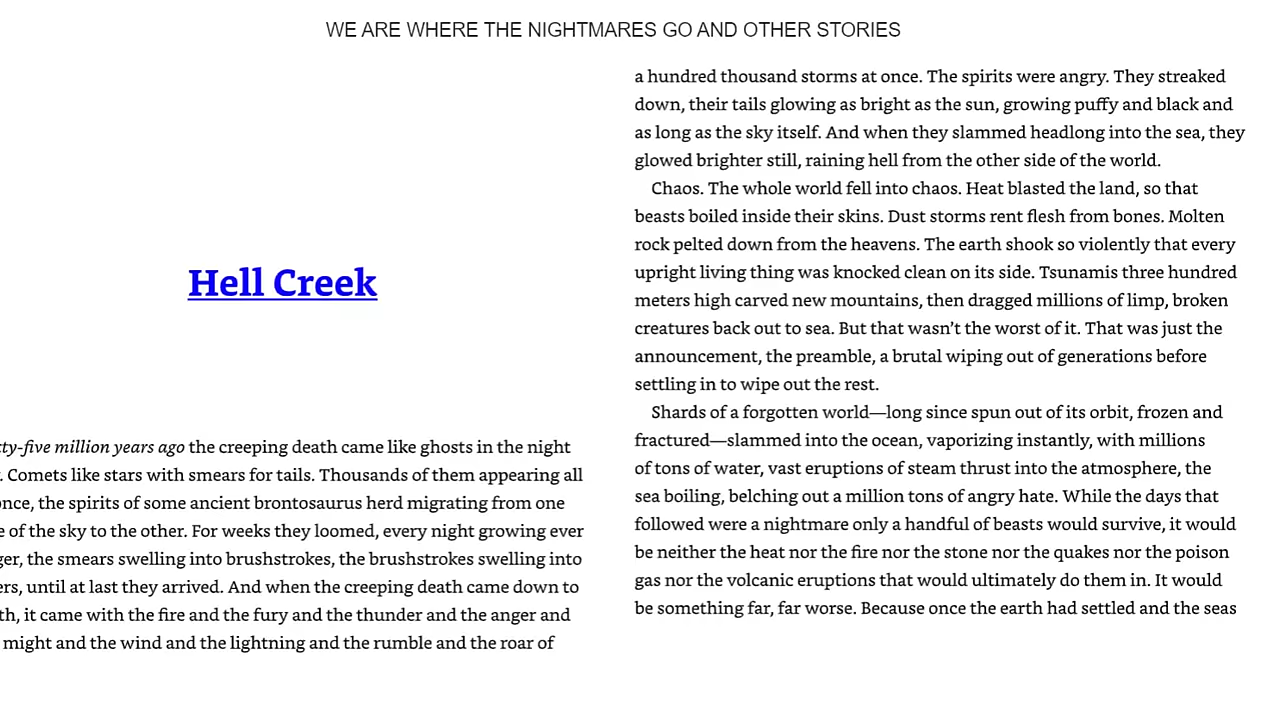 WE ARE WHERE THE NIGHTMARES GO AND OTHER STORIES
Hell Creek
million years ago the creeping death came like ghosts in the night
Comets like stars with smears for tails. Thousands of them appearing all
the spirits of some ancient brontosaurus herd migrating from one
of the sky to the other. For weeks they loomed, every night growing ever
the smears swelling into brushstrokes, the brushstrokes swelling into
until at last they arrived. And when the creeping death came down to
it came with the fire and the fury and the thunder and the anger and
might and the wind and the lightning and the rumble and the roar of
a hundred thousand storms at once. The spirits were angry. They streaked
down, their tails glowing as bright as the sun, growing puffy and black and
as long as the sky itself. And when they slammed headlong into the sea, they
glowed brighter still, raining hell from the other side of the world.
Chaos. The whole world fell into chaos. Heat blasted the land, so that
beasts boiled inside their skins. Dust storms rent flesh from bones. Molten
rock pelted down from the heavens. The earth shook so violently that every
upright living thing was knocked clean on its side. Tsunamis three hundred
meters high carved new mountains, then dragged millions of limp, broken
creatures back out to sea. But that wasn’t the worst of it. That was just the
announcement, the preamble, a brutal wiping out of generations before
settling in to wipe out the rest.
Shards of a forgotten world—long since spun out of its orbit, frozen and
fractured—slammed into the ocean, vaporizing instantly, with millions
of tons of water, vast eruptions of steam thrust into the atmosphere, the
sea boiling, belching out a million tons of angry hate. While the days that
followed were a nightmare only a handful of beasts would survive, it would
be neither the heat nor the fire nor the stone nor the quakes nor the poison
gas nor the volcanic eruptions that would ultimately do them in. It would
be something far, far worse. Because once the earth had settled and the seas